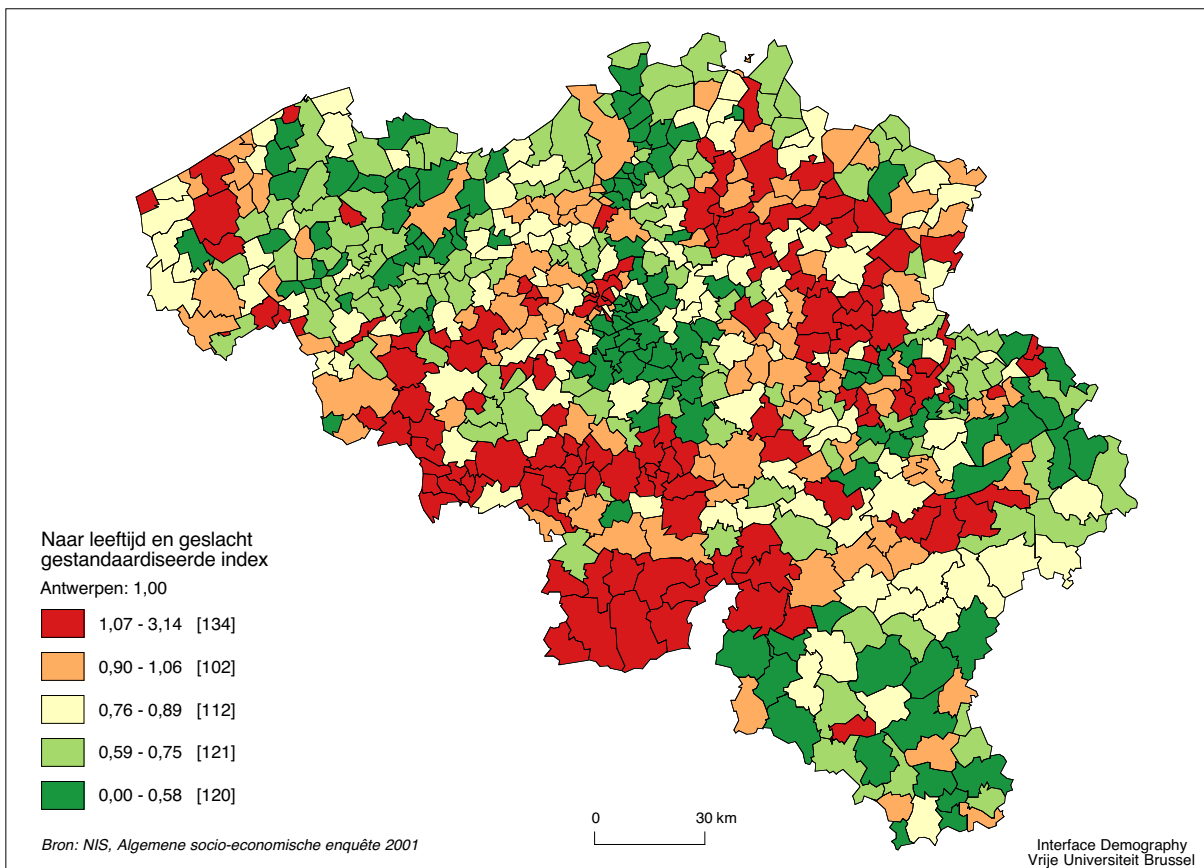 Naar leeftijd en geslacht
gestandaardiseerde index
Antwerpen: 1,00
1,07 - 3,14 [134]
0,90 - 1,06 [102]
0,76 - 0,89 [112]
0,59 - 0,75 [121]
0,00 - 0,58 [120]
Bron: NIS, Algemene socio-economische enquête 2001
0 30 km
Interface Demography
Vrije Universiteit Brussel